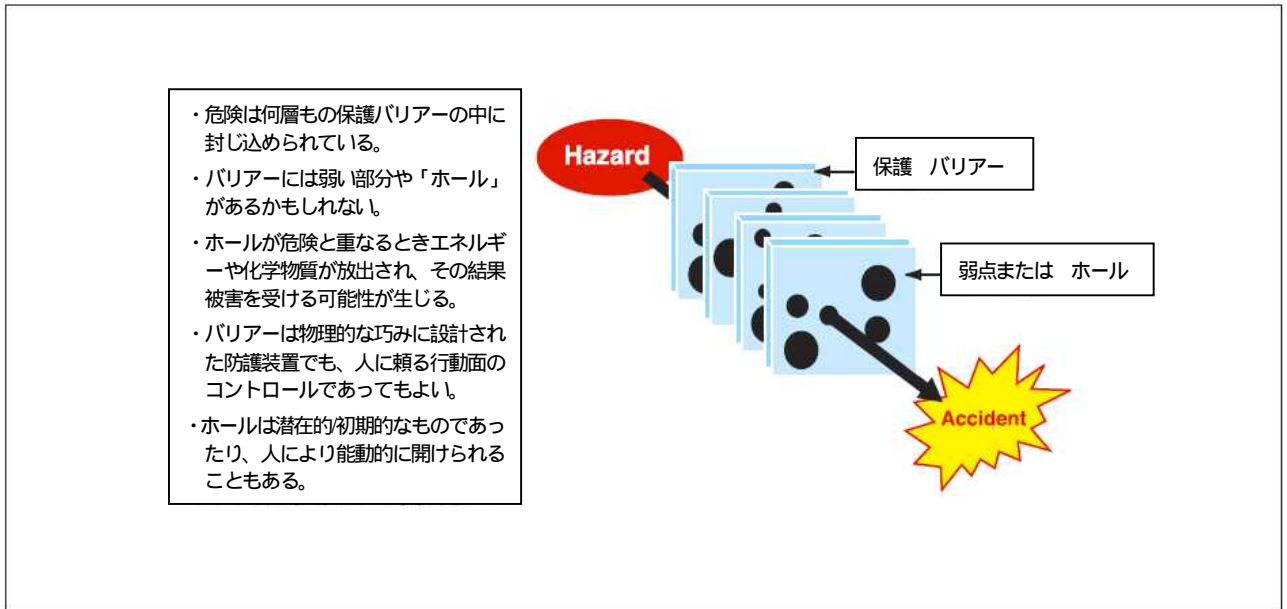 ・危険は何層もの保護バリアーの中に
封じ込められている。
・バリアーには弱い部分や「ホール」
があるかもしれない。
・ホールが危険と重なるときエネルギ
ーや化学物質が放出され、その結果
被害を受ける可能性が生じる。
・バリアーは物理的な巧みに設計され
た防護装置でも、人に頼る行動面の
コントロールであってもよい。
・ホールは潜在的/初期的なものであっ
たり、人により能動的に開けられる
こともある。
Hazard
保護 バリアー
弱点または ホール
Accident